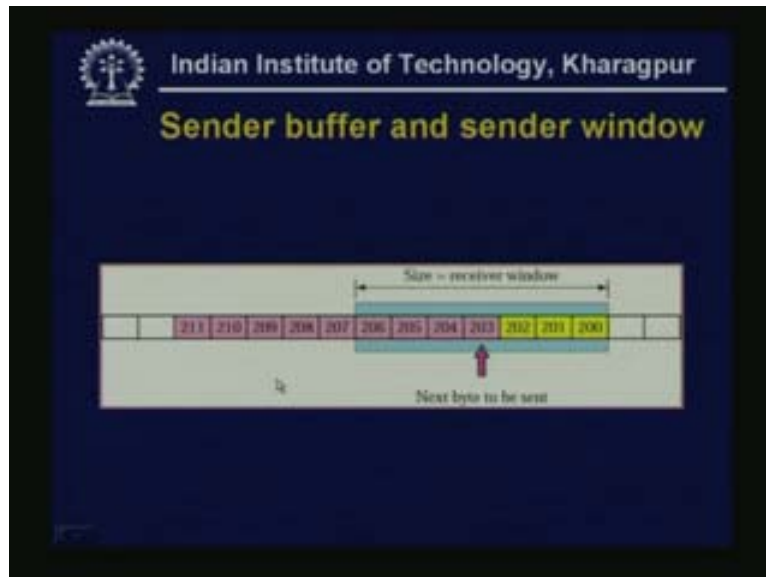 Indian Institute of Technology, Kharagpur
Sender buffer and sender window
Size = receiver window
211 210 209 208 207 206 205 204 203 202 201 200
Next byte to be sent